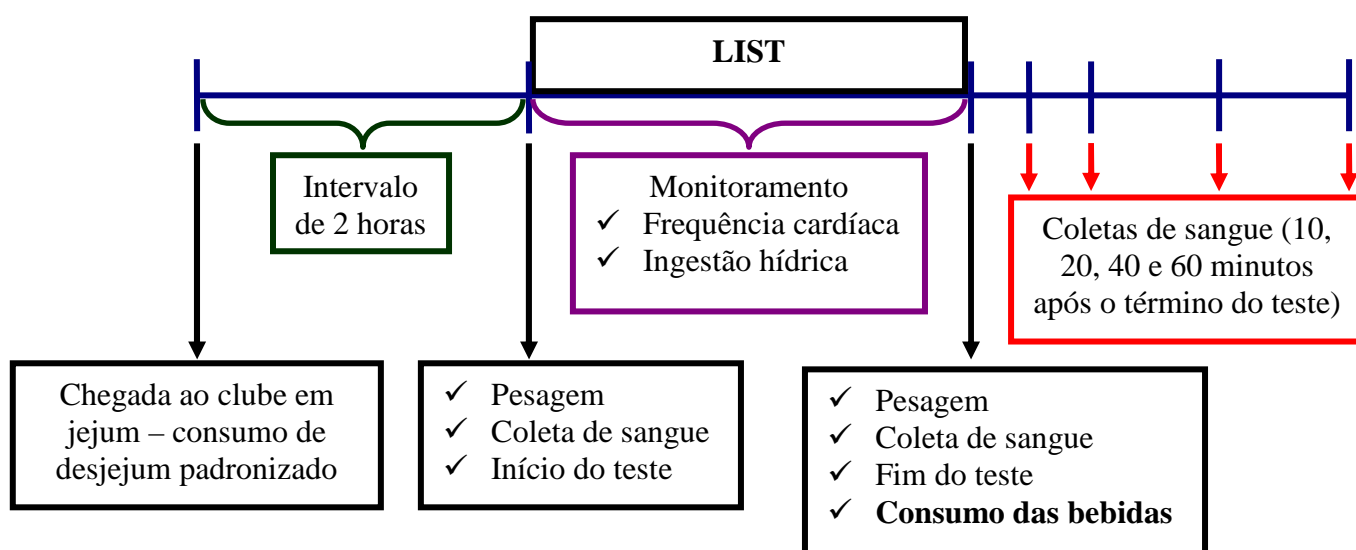 LIST
Intervalo
de 2 horas
Monitoramento
✓ Frequência cardíaca
✓ Ingestão hídrica
Coletas de sangue (10,
20, 40 e 60 minutos
após o término do teste)
Chegada ao clube em
jejum – consumo de
desjejum padronizado
✓ Pesagem
✓ Coleta de sangue
✓ Início do teste
✓ Pesagem
✓ Coleta de sangue
✓ Fim do teste
✓ Consumo das bebidas